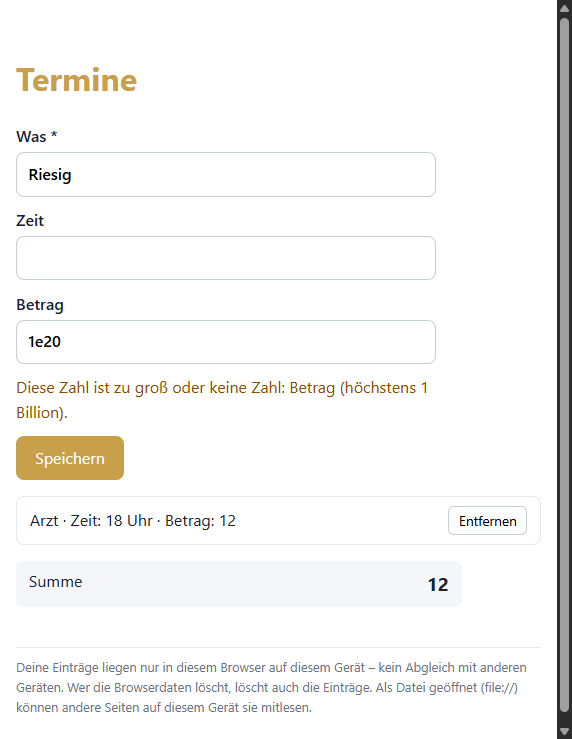 Termine
Was *
Riesig
Zeit
Betrag
1e20
Diese Zahl ist zu groß oder keine Zahl: Betrag (höchstens 1
Billion).
Speichern
Arzt · Zeit: 18 Uhr · Betrag: 12
Entfernen
Summe
12
Deine Einträge liegen nur in diesem Browser auf diesem Gerät – kein Abgleich mit anderen
Geräten. Wer die Browserdaten löscht, löscht auch die Einträge. Als Datei geöffnet (file://)
können andere Seiten auf diesem Gerät sie mitlesen.